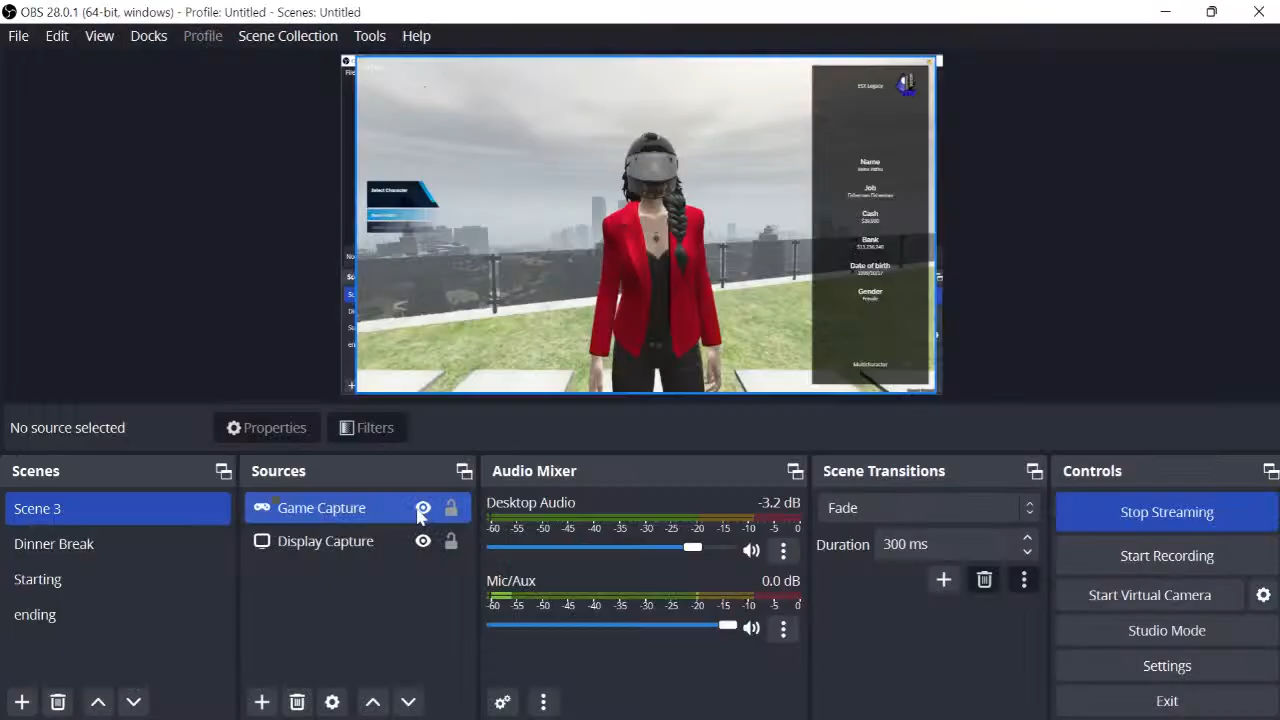 OBS 28.0.1 (64-bit, windows) - Profile: Untitled - Scenes: Untitled
File Edit View Docks Profile Scene Collection Tools Help
ESX Legacy
Select Character
Name
Job
Cash
Bank
Date of birth
Gender
Female
Multicharacter
No source selected
Properties
Filters
Scenes
Scene 3
Dinner Break
Starting
ending
Sources
Game Capture
Display Capture
Audio Mixer
Desktop Audio -3.2 dB
-60 -55 -50 -45 -40 -35 -30 -25 -20 -15 -10 -5 0
Mic/Aux 0.0 dB
-60 -55 -50 -45 -40 -35 -30 -25 -20 -15 -10 -5 0
Scene Transitions
Fade
Duration 300 ms
Controls
Stop Streaming
Start Recording
Start Virtual Camera
Studio Mode
Settings
Exit